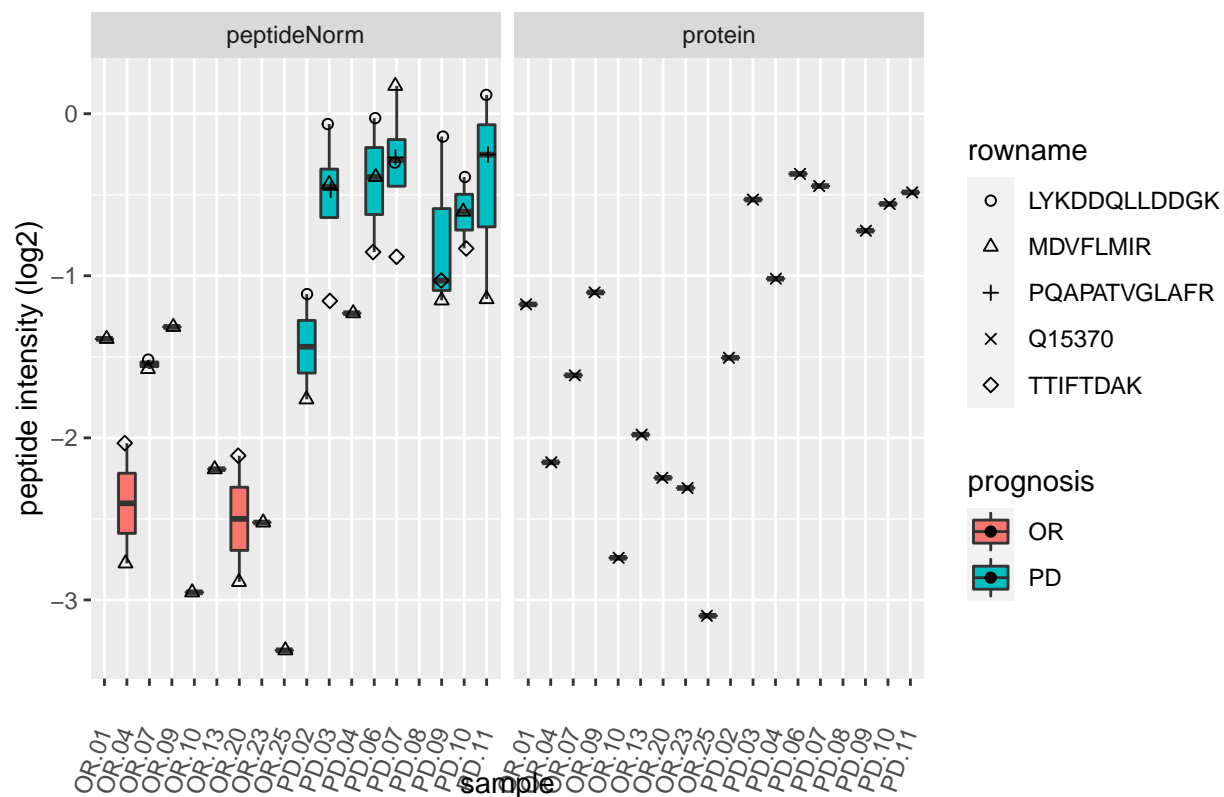 peptideNorm
protein
0
−1
−2
−3
peptide intensity (log2)
OR.01
OR.04
OR.07
OR.09
OR.10
OR.13
OR.20
OR.23
OR.25
PD.02
PD.03
PD.04
PD.06
PD.07
PD.08
PD.09
PD.10
PD.11
OR.01
OR.04
OR.07
OR.09
OR.10
OR.13
OR.20
OR.23
OR.25
PD.02
PD.03
PD.04
PD.06
PD.07
PD.08
PD.09
PD.10
PD.11
sample
rowname
LYKDDQLLDDGK
MDVFLMIR
PQAPATVGLAFR
Q15370
TTIFTDAK
prognosis
OR
PD